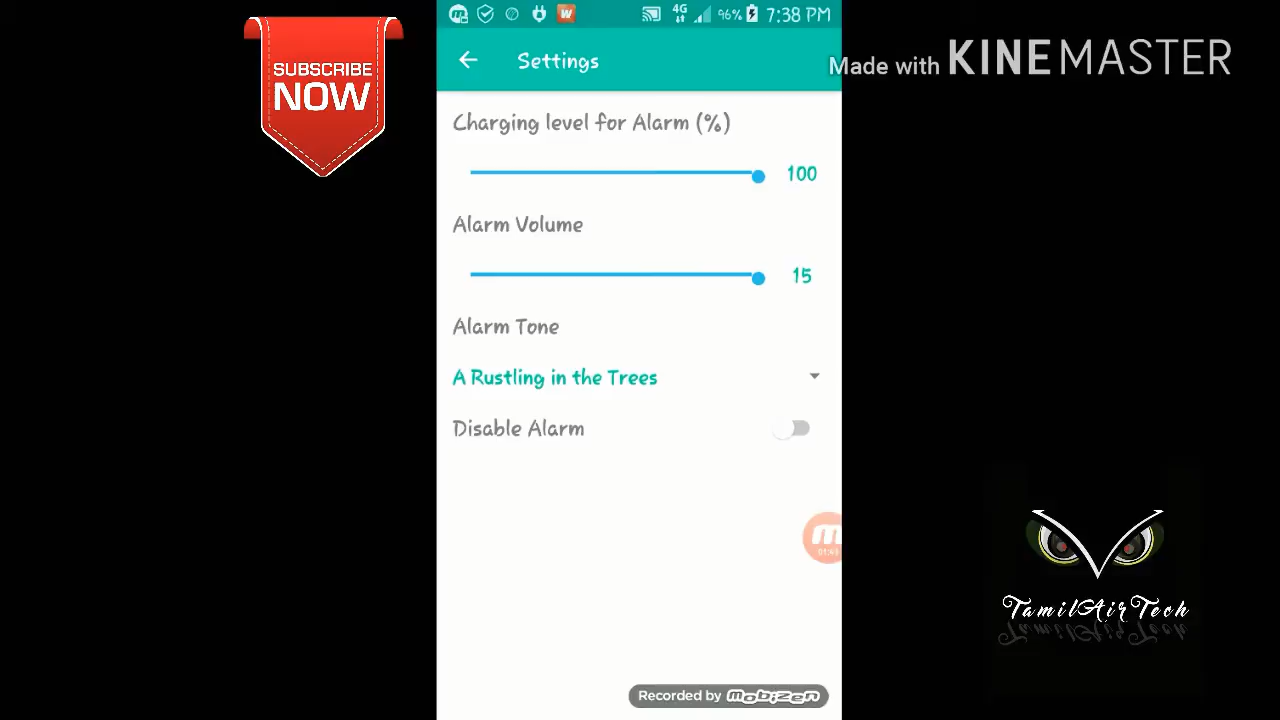 SUBSCRIBE
NOW
4G 96% 7:38 PM
Settings
Made with KINEMASTER
Charging level for Alarm (%)
100
Alarm Volume
15
Alarm Tone
A Rustling in the Trees
Disable Alarm
TamilAirTech
Recorded by mobizen